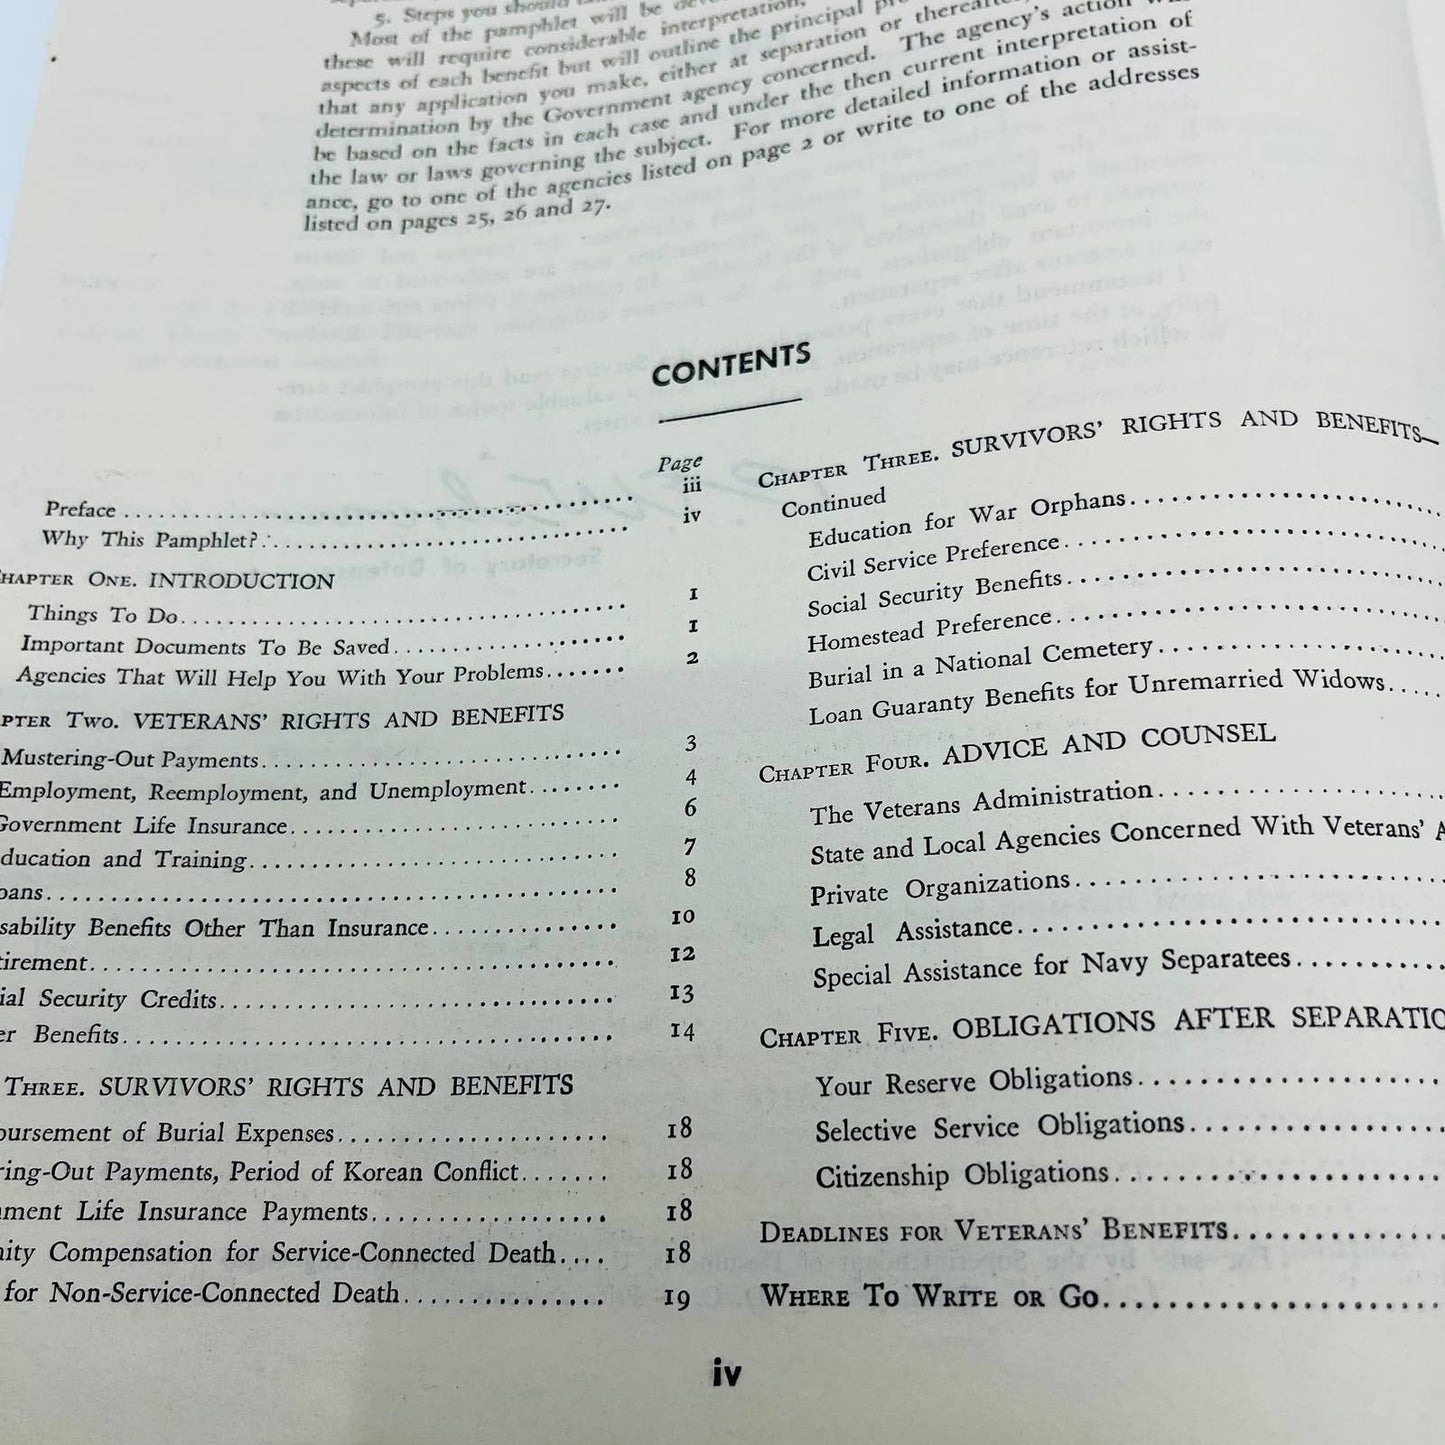 5. Steps you should
Most of the pamphlet will be
these will require considerable interpretation,
aspects of each benefit but will outline the principal
that any application you make, either at separation or
determination by the Government agency concerned. The agency's action
be based on the facts in each case and under the then current interpretation of
the law or laws governing the subject. For more detailed information or assist-
ance, go to one of the agencies listed on page 2 or write to one of the addresses
listed on pages 25, 26 and 27.
CONTENTS
Page
Preface iii
Why This Pamphlet? iv
Chapter One. INTRODUCTION
Things To Do 1
Important Documents To Be Saved 1
Agencies That Will Help You With Your Problems 2
pter Two. VETERANS' RIGHTS AND BENEFITS
Mustering-Out Payments 3
Employment, Reemployment, and Unemployment 4
Government Life Insurance 6
ducation and Training 7
oans 8
sability Benefits Other Than Insurance 10
tirement 12
ial Security Credits 13
er Benefits 14
Three. SURVIVORS' RIGHTS AND BENEFITS
bursement of Burial Expenses 18
ring-Out Payments, Period of Korean Conflict 18
nment Life Insurance Payments 18
nity Compensation for Service-Connected Death 18
for Non-Service-Connected Death 19
Chapter Three. SURVIVORS' RIGHTS AND BENEFITS—
Continued
Education for War Orphans
Civil Service Preference
Social Security Benefits
Homestead Preference
Burial in a National Cemetery
Loan Guaranty Benefits for Unremarried Widows
Chapter Four. ADVICE AND COUNSEL
The Veterans Administration
State and Local Agencies Concerned With Veterans' A
Private Organizations
Legal Assistance
Special Assistance for Navy Separatees
Chapter Five. OBLIGATIONS AFTER SEPARATIO
Your Reserve Obligations
Selective Service Obligations
Citizenship Obligations
Deadlines for Veterans' Benefits
Where To Write or Go
iv